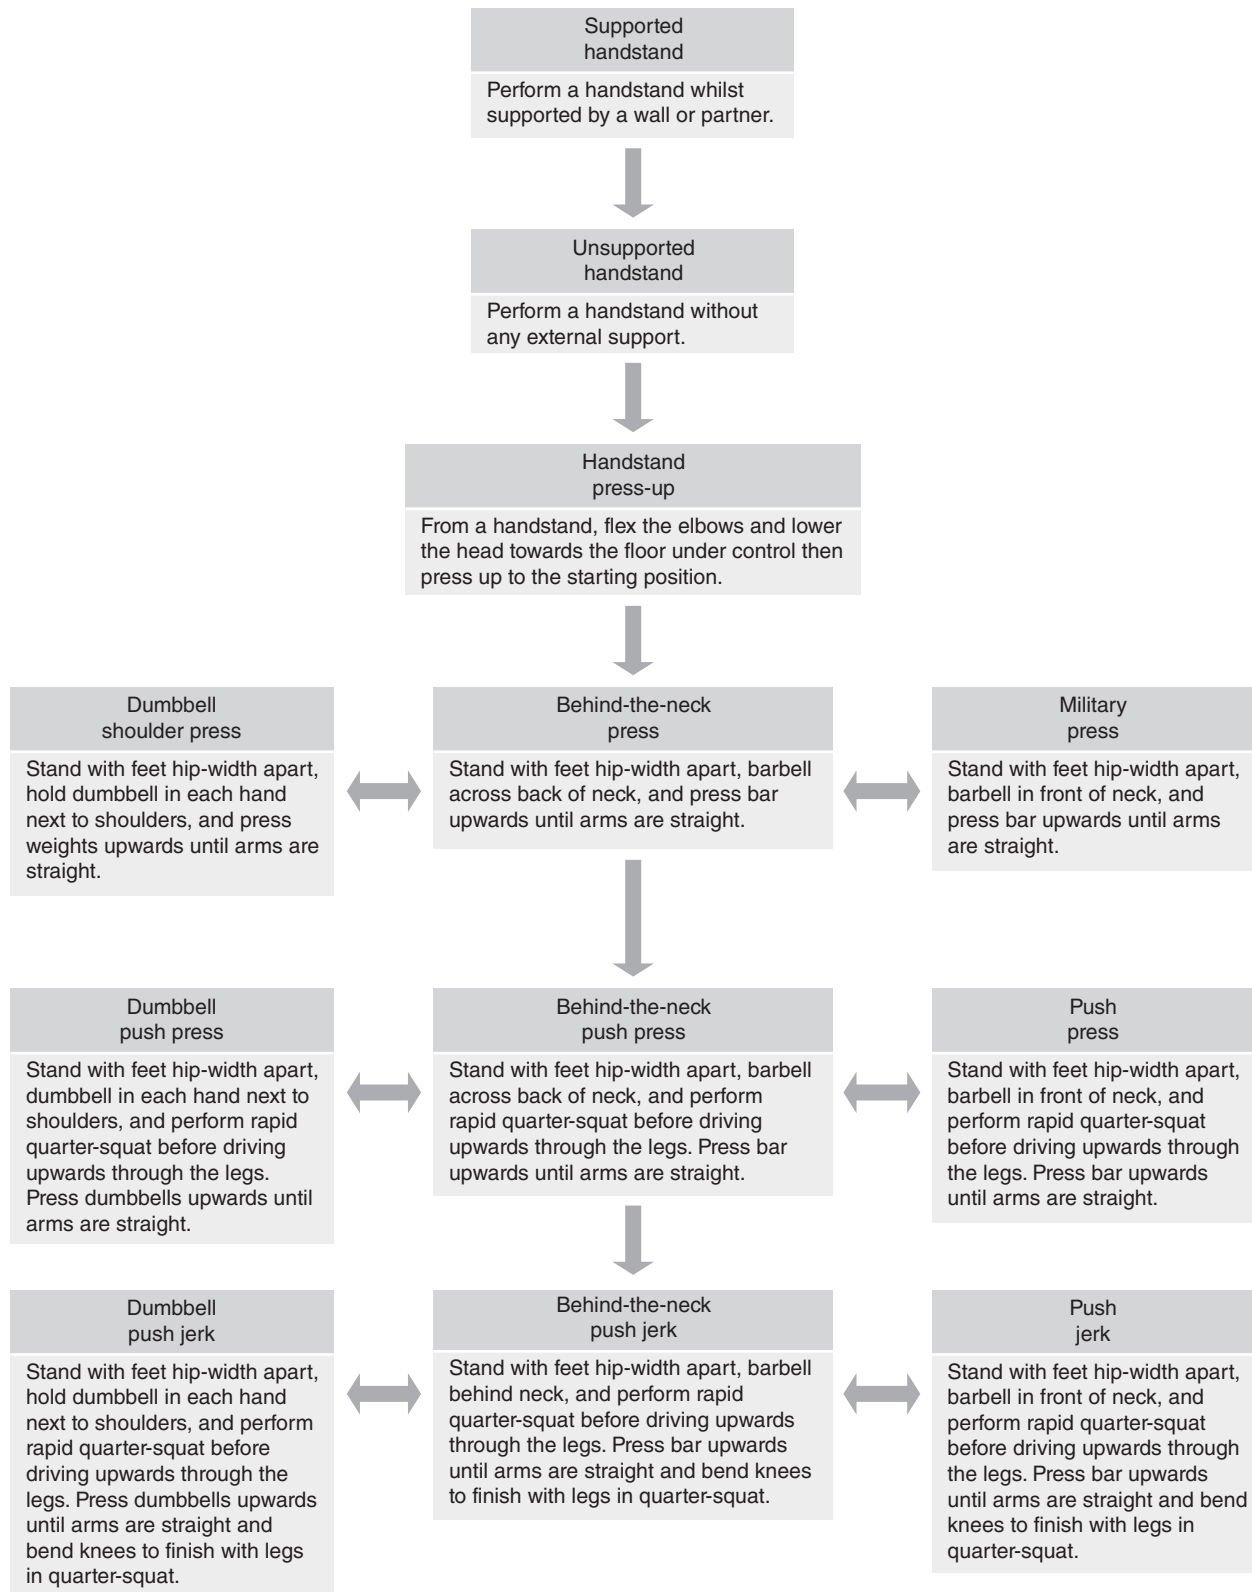 Supported
handstand
Perform a handstand whilst
supported by a wall or partner.
Unsupported
handstand
Perform a handstand without
any external support.
Handstand
press-up
From a handstand, flex the elbows and lower
the head towards the floor under control then
press up to the starting position.
Dumbbell
shoulder press
Stand with feet hip-width apart,
hold dumbbell in each hand
next to shoulders, and press
weights upwards until arms are
straight.
Behind-the-neck
press
Stand with feet hip-width apart, barbell
across back of neck, and press bar
upwards until arms are straight.
Military
press
Stand with feet hip-width apart,
barbell in front of neck, and
press bar upwards until arms
are straight.
Dumbbell
push press
Stand with feet hip-width apart,
dumbbell in each hand next to
shoulders, and perform rapid
quarter-squat before driving
upwards through the legs.
Press dumbbells upwards until
arms are straight.
Behind-the-neck
push press
Stand with feet hip-width apart, barbell
across back of neck, and perform
rapid quarter-squat before driving
upwards through the legs. Press bar
upwards until arms are straight.
Push
press
Stand with feet hip-width apart,
barbell in front of neck, and
perform rapid quarter-squat
before driving upwards through
the legs. Press bar upwards
until arms are straight.
Dumbbell
push jerk
Stand with feet hip-width apart,
hold dumbbell in each hand
next to shoulders, and perform
rapid quarter-squat before
driving upwards through the
legs. Press dumbbells upwards
until arms are straight and
bend knees to finish with legs
in quarter-squat.
Behind-the-neck
push jerk
Stand with feet hip-width apart, barbell
behind neck, and perform rapid
quarter-squat before driving upwards
through the legs. Press bar upwards
until arms are straight and bend knees
to finish with legs in quarter-squat.
Push
jerk
Stand with feet hip-width apart,
barbell in front of neck, and
perform rapid quarter-squat
before driving upwards through
the legs. Press bar upwards
until arms are straight and bend
knees to finish with legs in
quarter-squat.